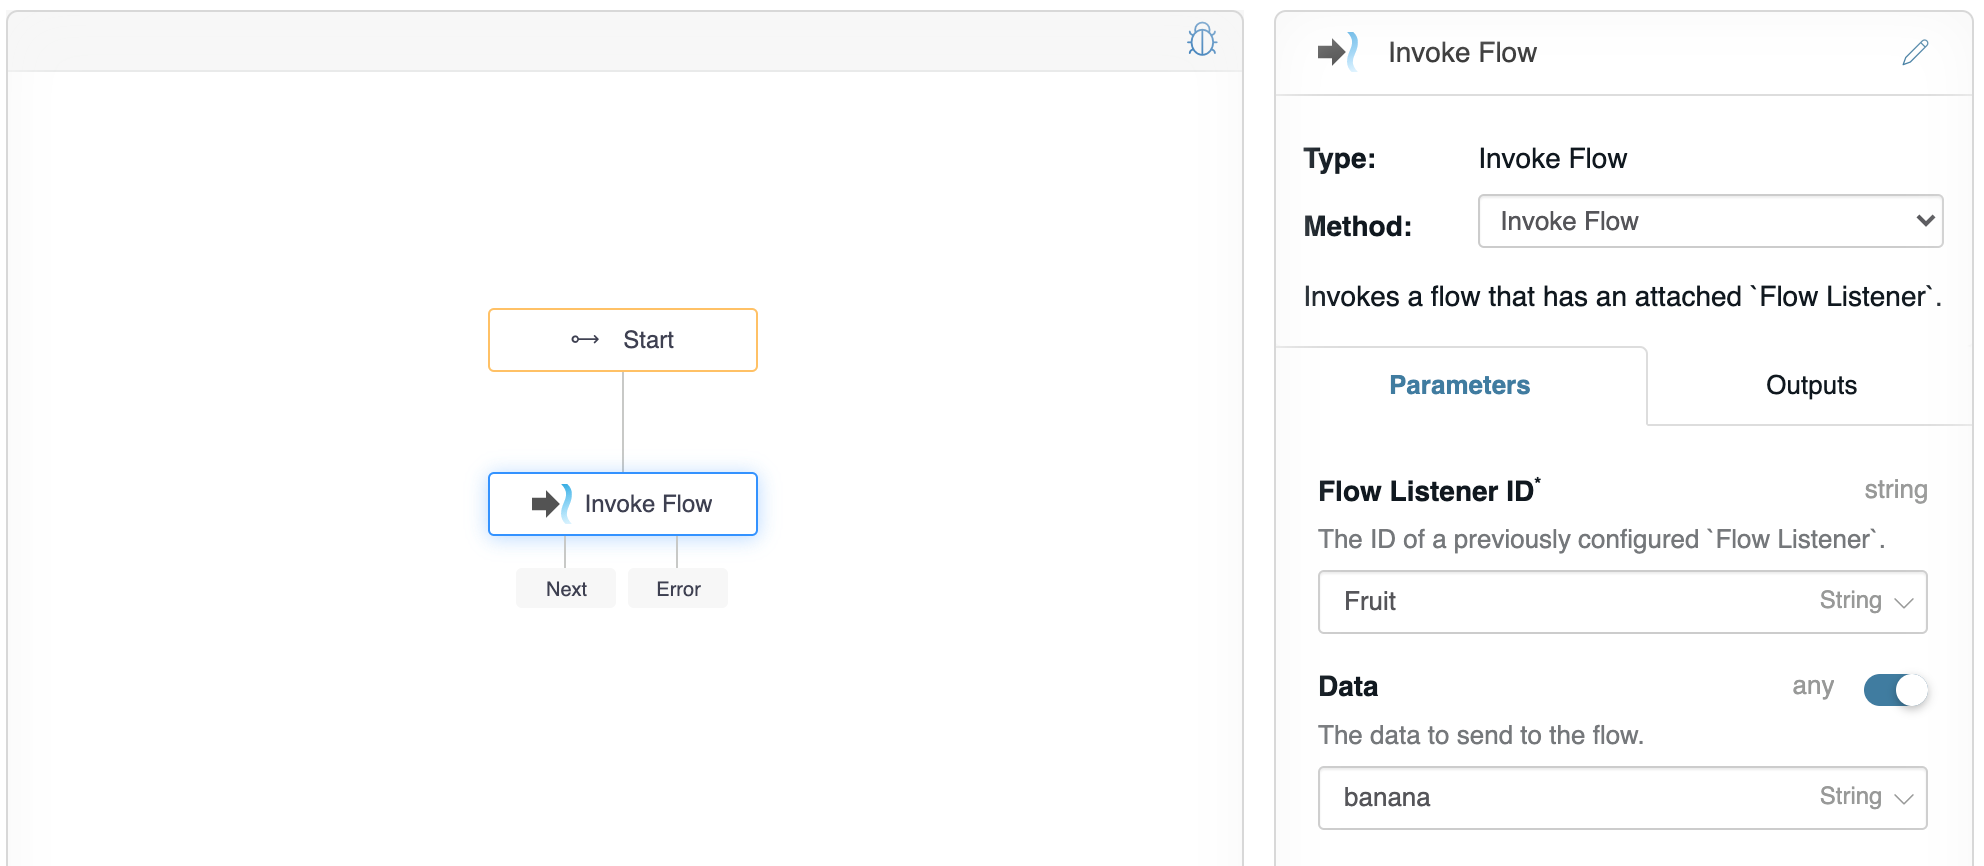 Start
Invoke Flow
Next Error
Invoke Flow
Type: Invoke Flow
Method: Invoke Flow
Invokes a flow that has an attached `Flow Listener`.
Parameters Outputs
Flow Listener ID* string
The ID of a previously configured `Flow Listener`.
Fruit String
Data any
The data to send to the flow.
banana String